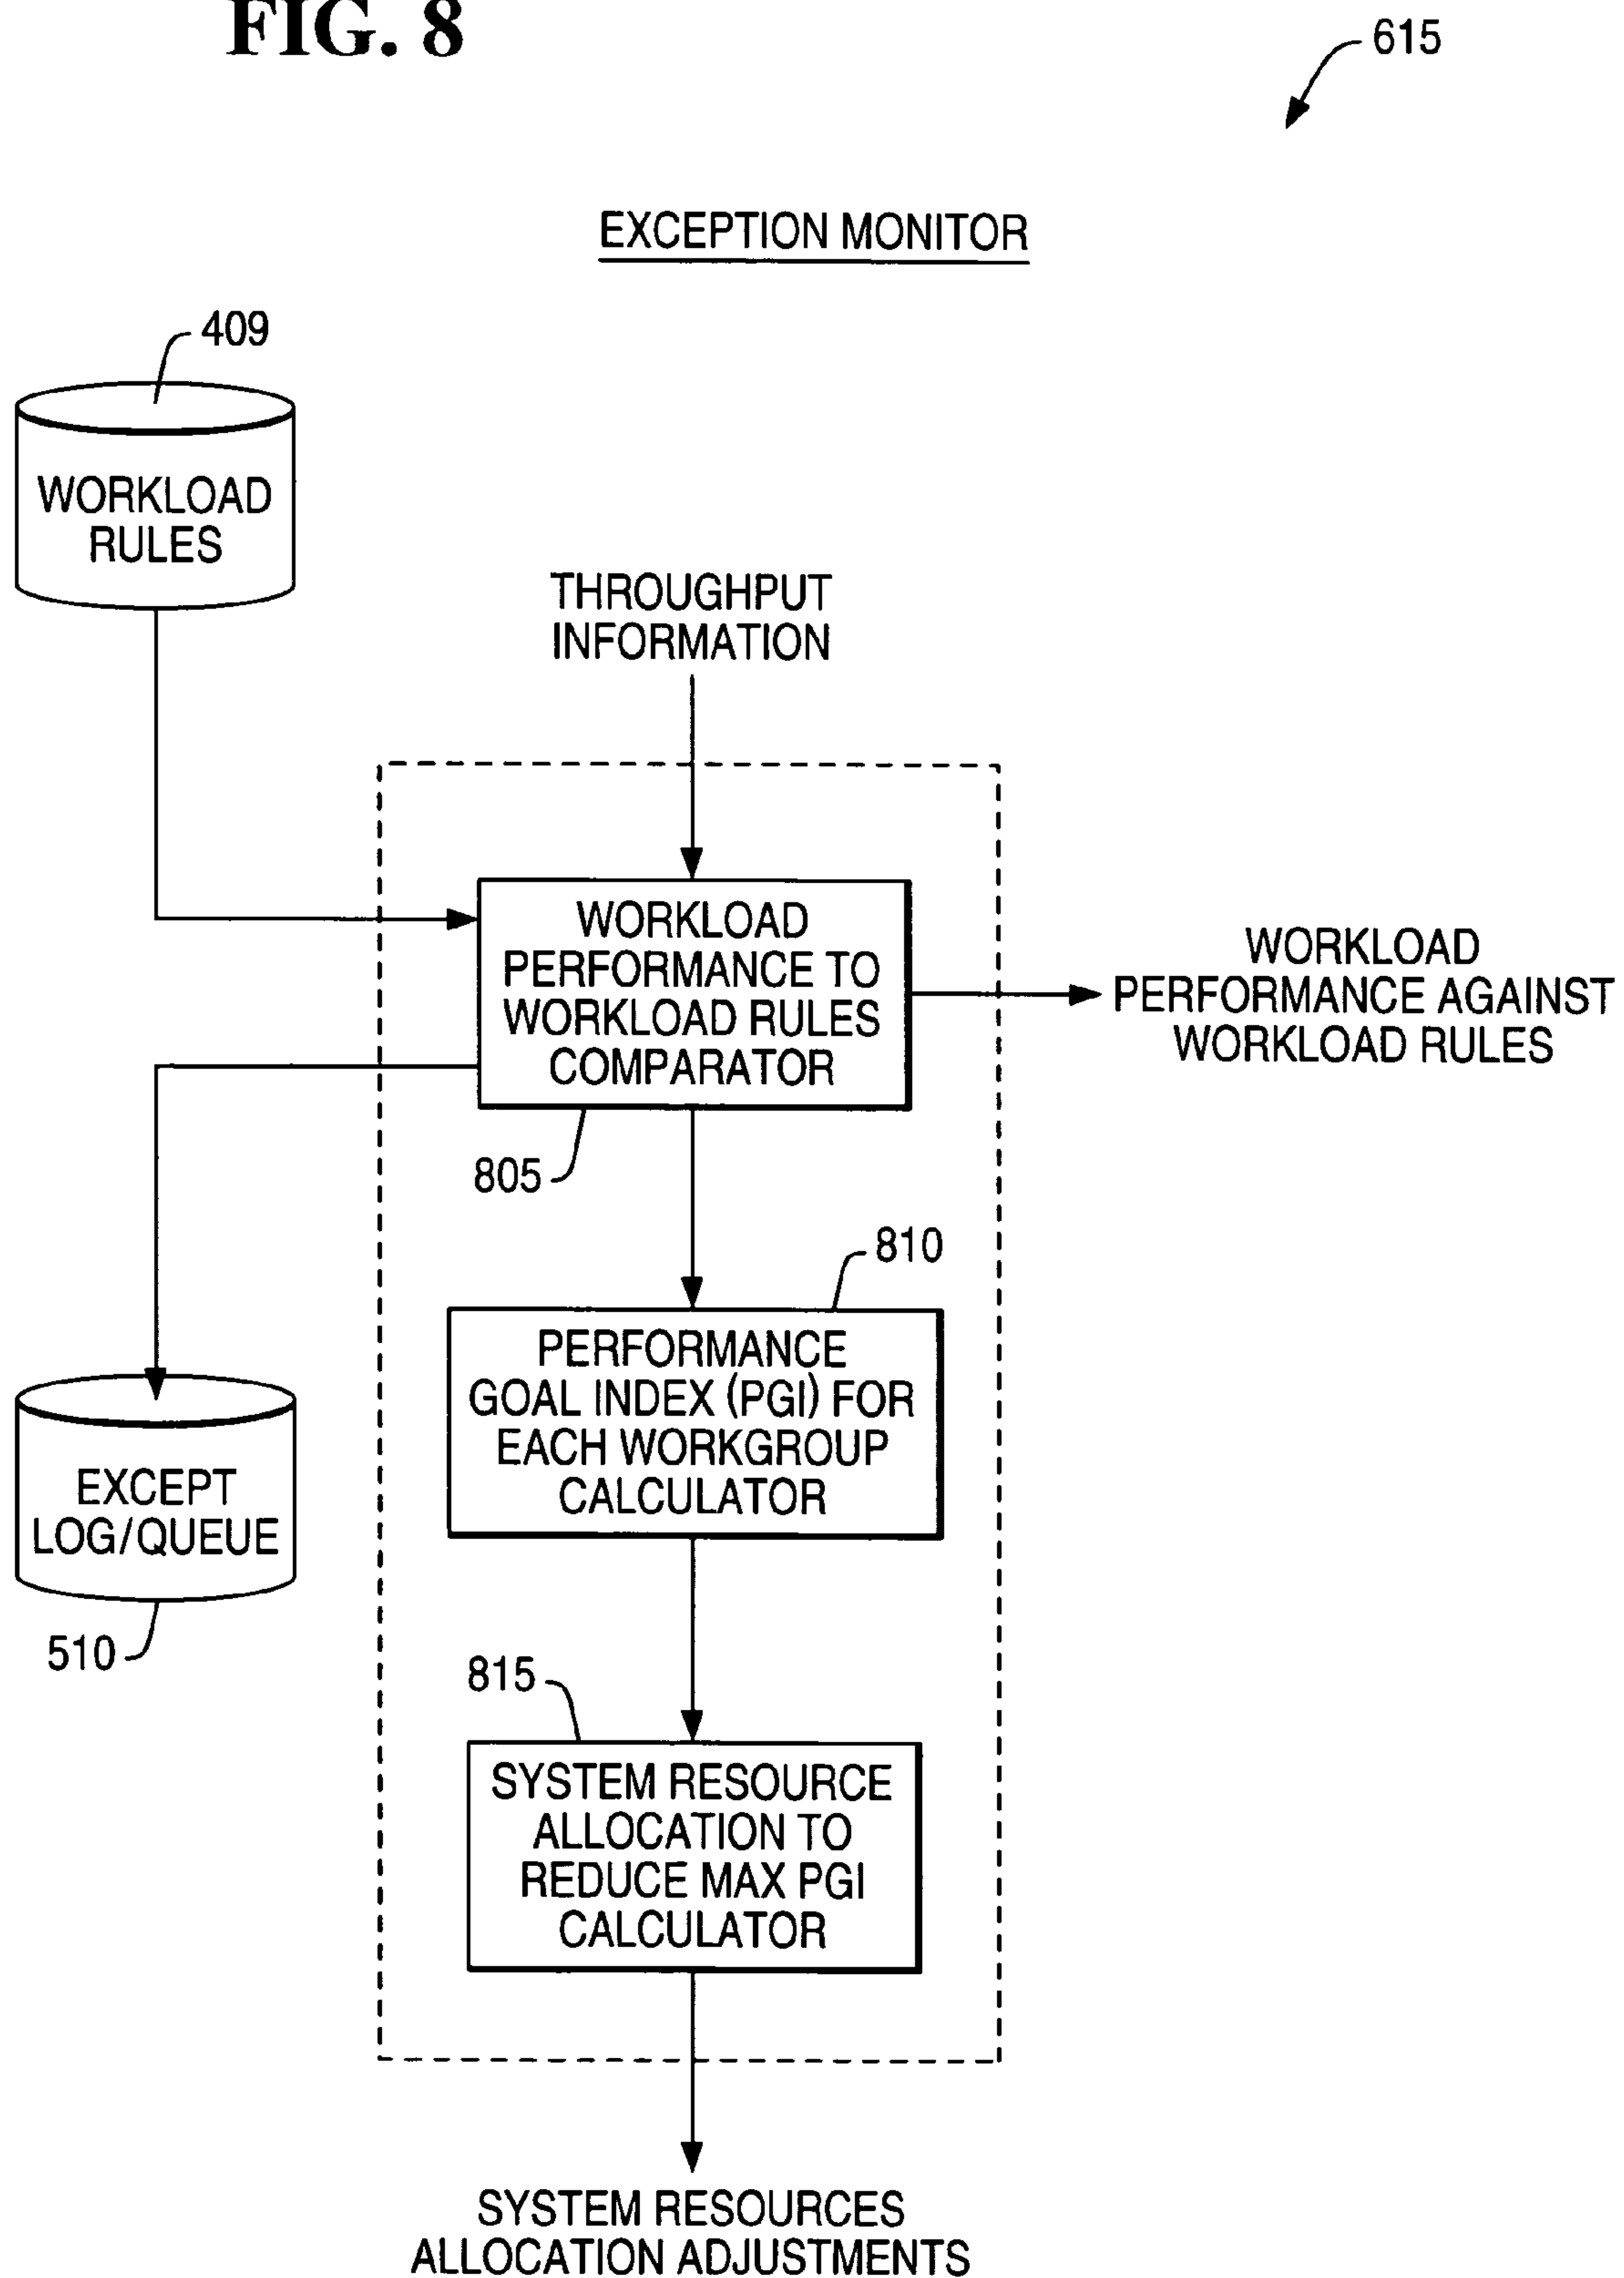 FIG. 8
615
EXCEPTION MONITOR
409
WORKLOAD
RULES
THROUGHPUT
INFORMATION
WORKLOAD
PERFORMANCE TO
WORKLOAD RULES
COMPARATOR
WORKLOAD
PERFORMANCE AGAINST
WORKLOAD RULES
805
810
PERFORMANCE
GOAL INDEX (PGI) FOR
EACH WORKGROUP
CALCULATOR
EXCEPT
LOG/QUEUE
510
815
SYSTEM RESOURCE
ALLOCATION TO
REDUCE MAX PGI
CALCULATOR
SYSTEM RESOURCES
ALLOCATION ADJUSTMENTS